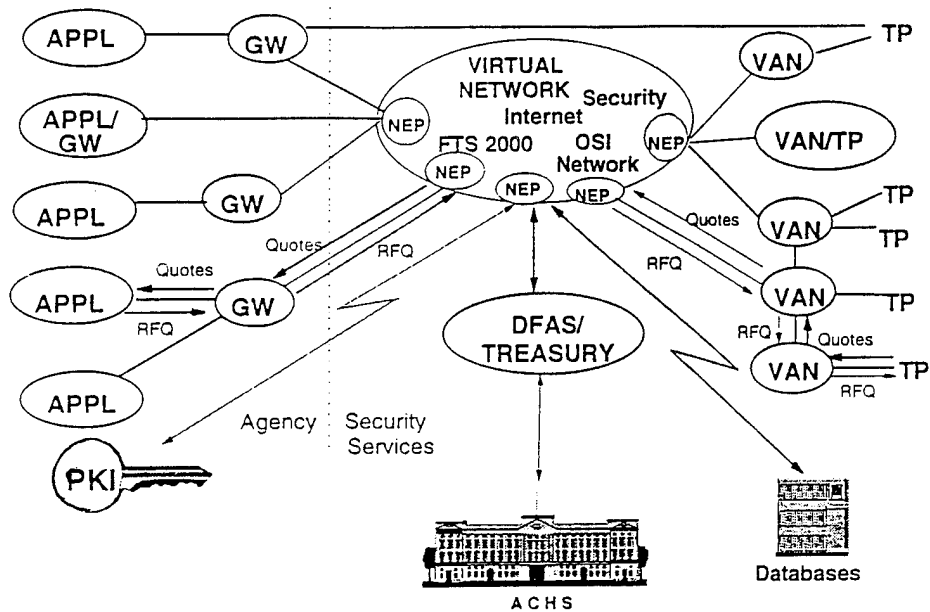 APPL
GW
TP
VAN
VIRTUAL
NETWORK
Security
Internet
APPL/
GW
NEP
NEP
VAN/TP
FTS 2000
OSI
Network
NEP
NEP
NEP
APPL
GW
TP
VAN
TP
Quotes
RFQ
Quotes
RFQ
Quotes
APPL
GW
RFQ
VAN
TP
DFAS/
TREASURY
RFQ
Quotes
VAN
TP
RFQ
APPL
Agency
Security
Services
PKI
Databases
ACHS